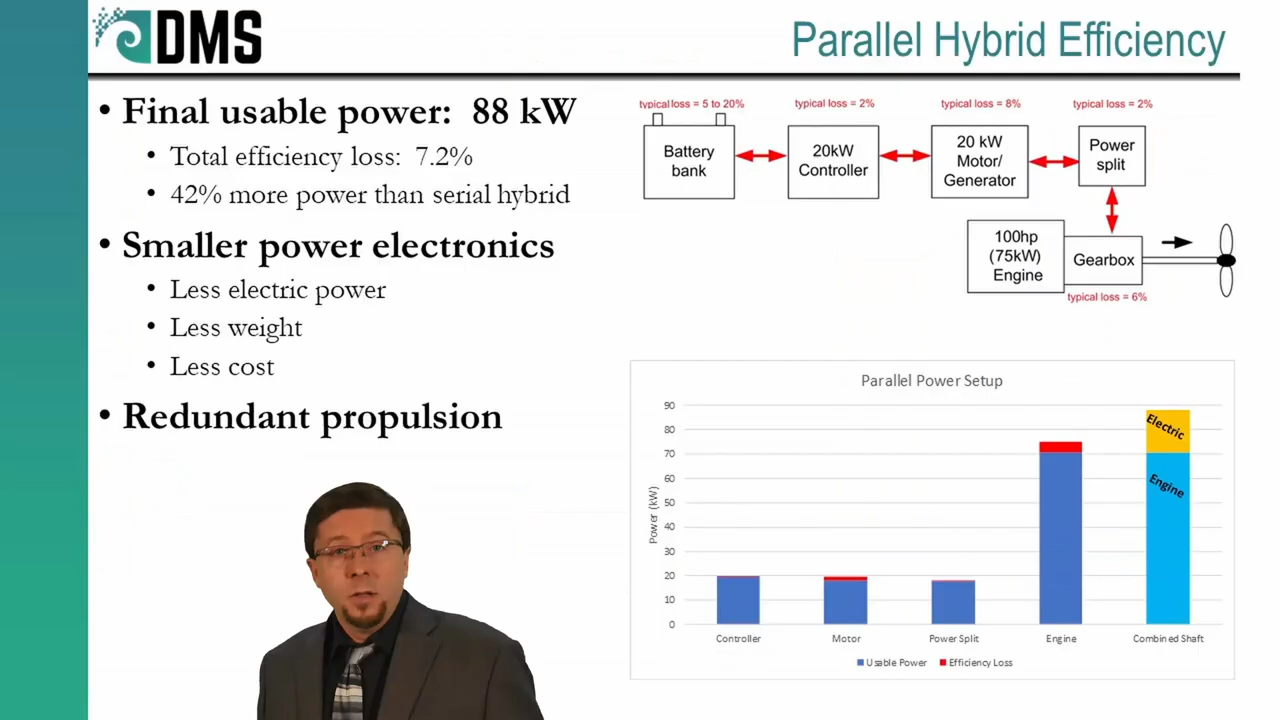 DMS
Parallel Hybrid Efficiency
• Final usable power: 88 kW
• Total efficiency loss: 7.2%
• 42% more power than serial hybrid
• Smaller power electronics
• Less electric power
• Less weight
• Less cost
• Redundant propulsion
typical loss = 5 to 20%
typical loss = 2%
typical loss = 8%
typical loss = 2%
Battery
bank
20kW
Controller
20 kW
Motor/
Generator
Power
split
100hp
(75kW)
Engine
Gearbox
typical loss = 6%
Parallel Power Setup
Power (kW)
90
80
70
60
50
40
30
20
10
0
Electric
Engine
Controller
Motor
Power Split
Engine
Combined Shaft
Usable Power
Efficiency Loss